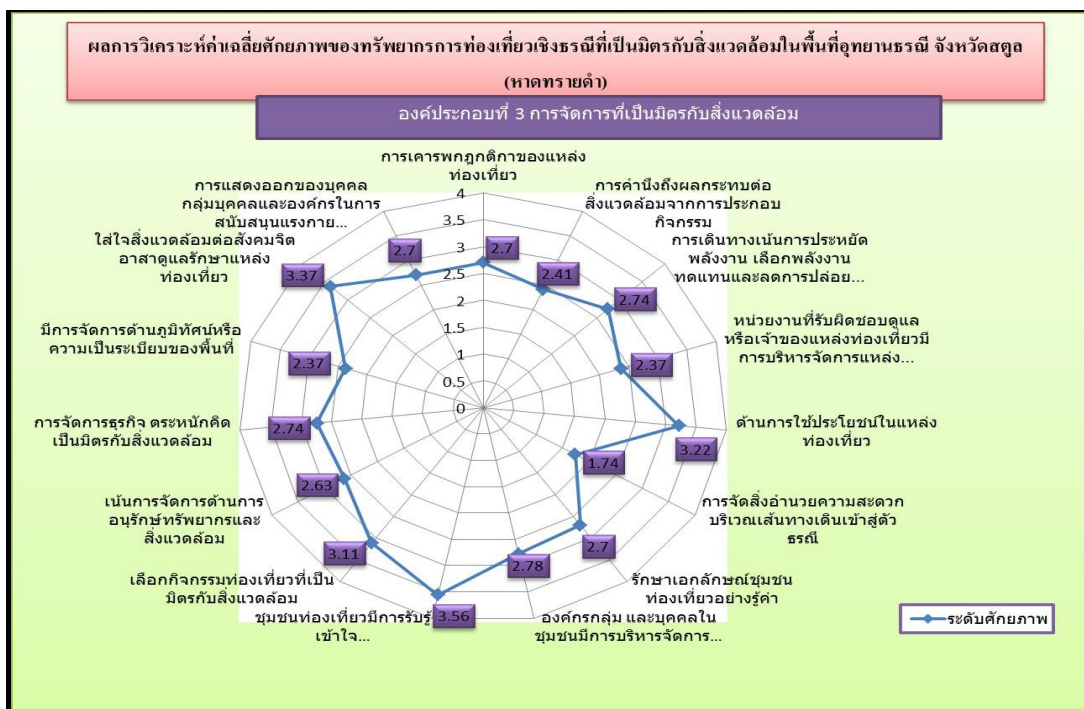 ผลการวิเคราะห์ค่าเฉลี่ยศักยภาพของทรัพยากรการท่องเที่ยวเชิงธรณีที่เป็นมิตรกับสิ่งแวดล้อมในพื้นที่อุทยานธรณี จังหวัดสตูล
(หาดทรายดำ)
องค์ประกอบที่ 3 การจัดการที่เป็นมิตรกับสิ่งแวดล้อม
การเคารพกฎกติกาของแหล่ง
ท่องเที่ยว
การคำนึงถึงผลกระทบต่อ
สิ่งแวดล้อมจากการประกอบ
กิจกรรม
การเดินทางเน้นการประหยัด
พลังงาน เลือกพลังงาน
ทดแทนและลดการปล่อย...
หน่วยงานที่รับผิดชอบดูแล
หรือเจ้าของแหล่งท่องเที่ยวมี
การบริหารจัดการแหล่ง...
ด้านการใช้ประโยชน์ในแหล่ง
ท่องเที่ยว
การจัดสิ่งอำนวยความสะดวก
บริเวณเส้นทางเดินเข้าสู่ตัว
ธรณี
รักษาเอกลักษณ์ชุมชน
ท่องเที่ยวอย่างรู้ค่า
องค์กรกลุ่ม และบุคคลใน
ชุมชนมีการบริหารจัดการ...
ชุมชนท่องเที่ยวมีการรับรู้
เข้าใจ...
เลือกกิจกรรมท่องเที่ยวที่เป็น
มิตรกับสิ่งแวดล้อม
เน้นการจัดการด้านการ
อนุรักษ์ทรัพยากรและ
สิ่งแวดล้อม
การจัดการธุรกิจ ตระหนักคิด
เป็นมิตรกับสิ่งแวดล้อม
มีการจัดการด้านภูมิทัศน์หรือ
ความเป็นระเบียบของพื้นที่
ใส่ใจสิ่งแวดล้อมต่อสังคมจิต
อาสาดูแลรักษาแหล่ง
ท่องเที่ยว
การแสดงออกของบุคคล
กลุ่มบุคคลและองค์กรในการ
สนับสนุนแรงกาย...
4
3.5
3
2.5
2
1.5
1
0.5
0
2.7
2.41
2.74
2.37
3.22
1.74
2.7
2.78
3.56
3.11
2.63
2.74
2.37
3.37
2.7
ระดับศักยภาพ